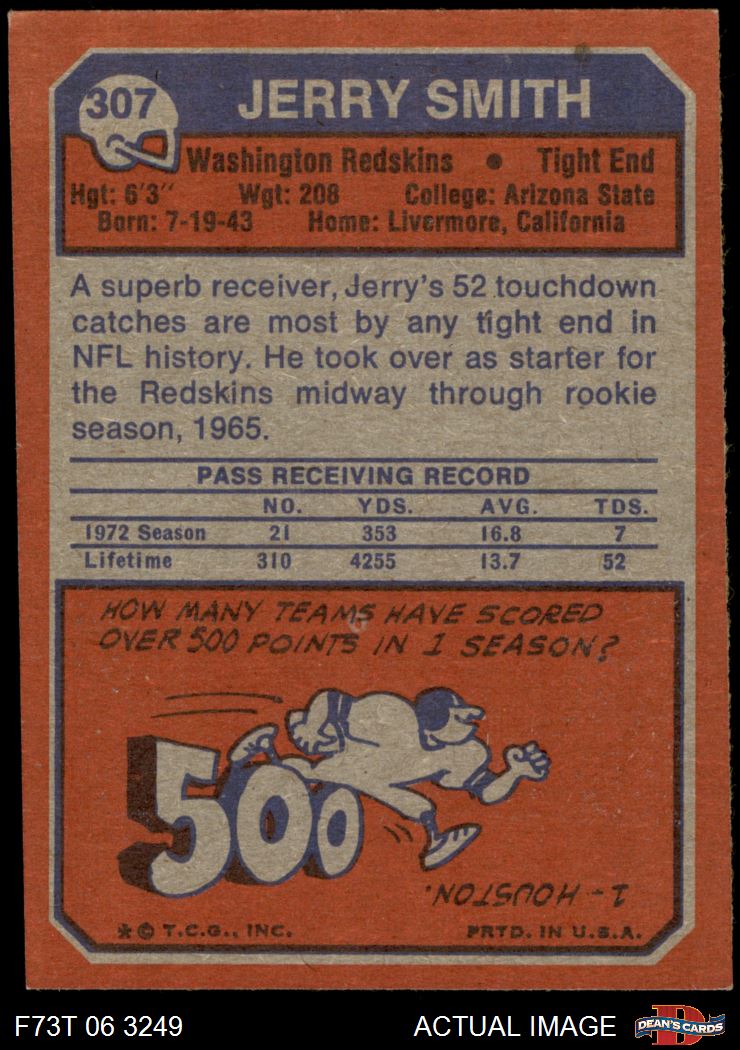 307 JERRY SMITH
Washington Redskins • Tight End
Hgt: 6'3" Wgt: 208 College: Arizona State
Born: 7-19-43 Home: Livermore, California
A superb receiver, Jerry's 52 touchdown
catches are most by any tight end in
NFL history. He took over as starter for
the Redskins midway through rookie
season, 1965.
PASS RECEIVING RECORD
NO. YDS. AVG. TDS.
1972 Season 21 353 16.8 7
Lifetime 310 4255 13.7 52
HOW MANY TEAMS HAVE SCORED
OVER 500 POINTS IN 1 SEASON?
500
1 - HOUSTON.
* © T.C.G., INC. PRTD. IN U.S.A.
F73T 06 3249 ACTUAL IMAGE DEAN'S CARDS